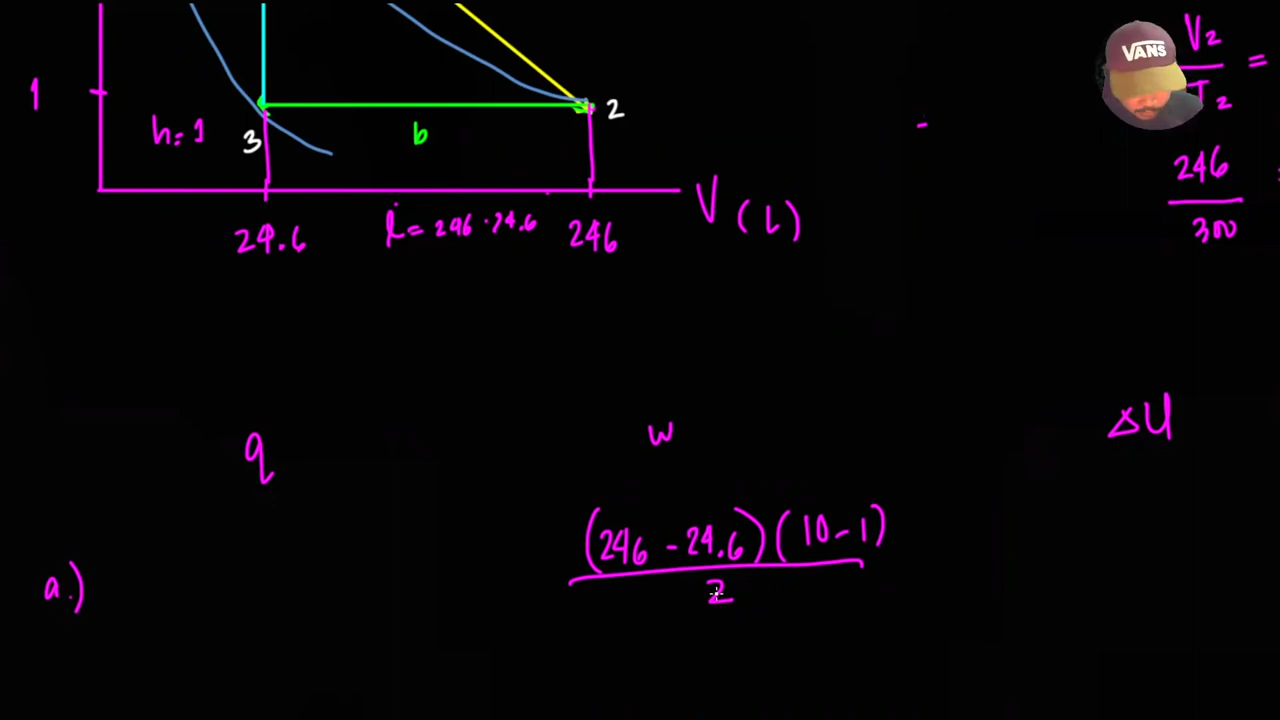 1
h=1
3
b
2
24.6
l = 246-24.6
246
V (L)
VANS
V2
T2
=
-
246
300
q
w
ΔU
a.)
(246 - 24.6)(10-1)
2